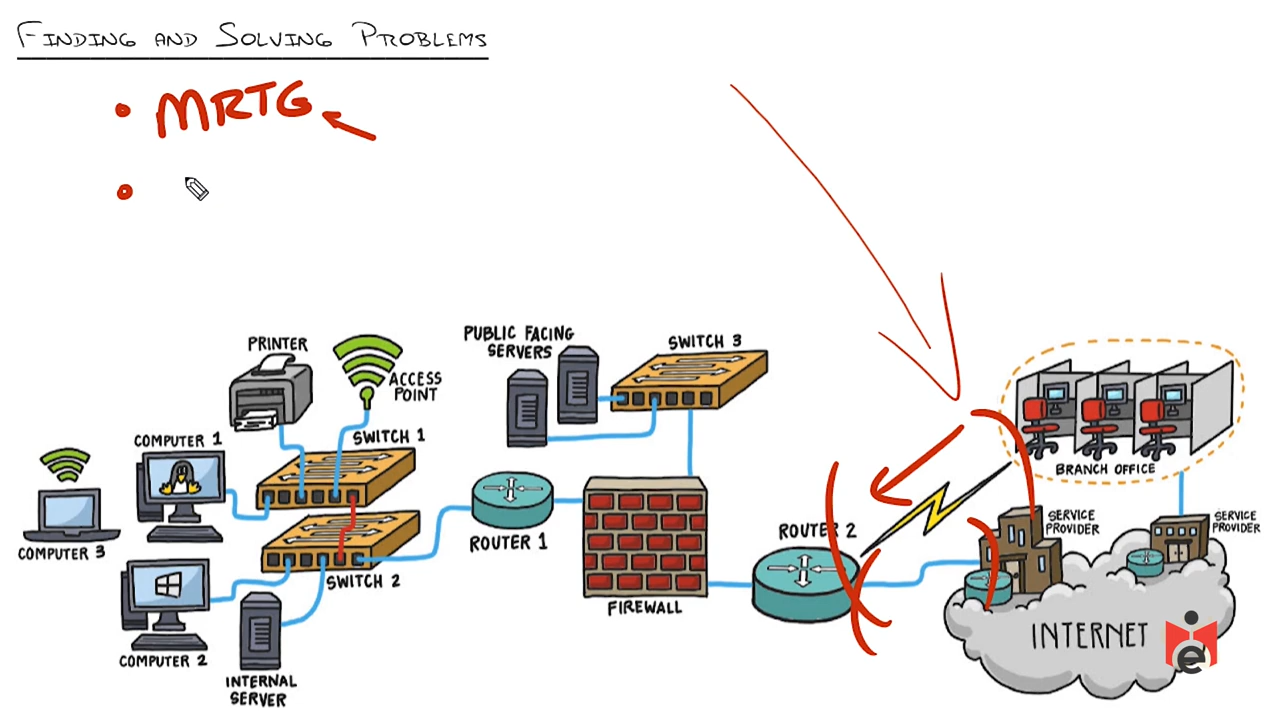 FINDING AND SOLVING PROBLEMS
• MRTG
•
PRINTER
ACCESS
POINT
PUBLIC FACING
SERVERS
SWITCH 3
COMPUTER 1
SWITCH 1
BRANCH OFFICE
COMPUTER 3
ROUTER 1
ROUTER 2
SERVICE
PROVIDER
SERVICE
PROVIDER
SWITCH 2
FIREWALL
COMPUTER 2
INTERNAL
SERVER
INTERNET
e